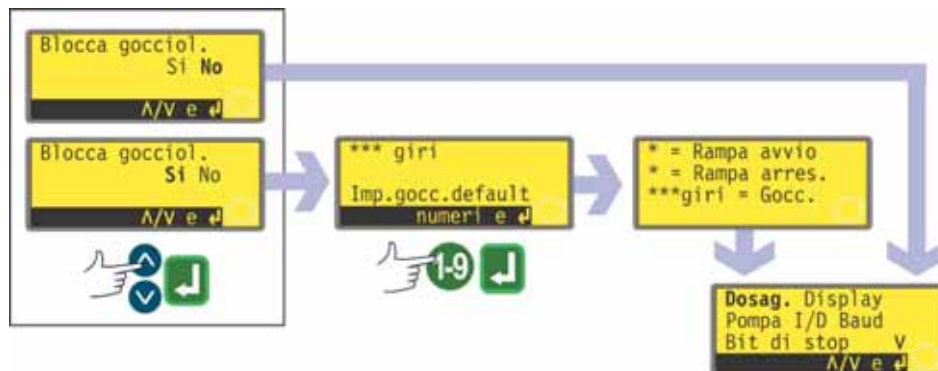 Blocca gocciol.
Si No
Λ/V e ↲
Blocca gocciol.
Si No
Λ/V e ↲
*** giri
Imp.gocc.default
numeri e ↲
1-9
* = Rampa avvio
* = Rampa arres.
***giri = Gocc.
Dosag. Display
Pompa I/D Baud
Bit di stop V
Λ/V e ↲